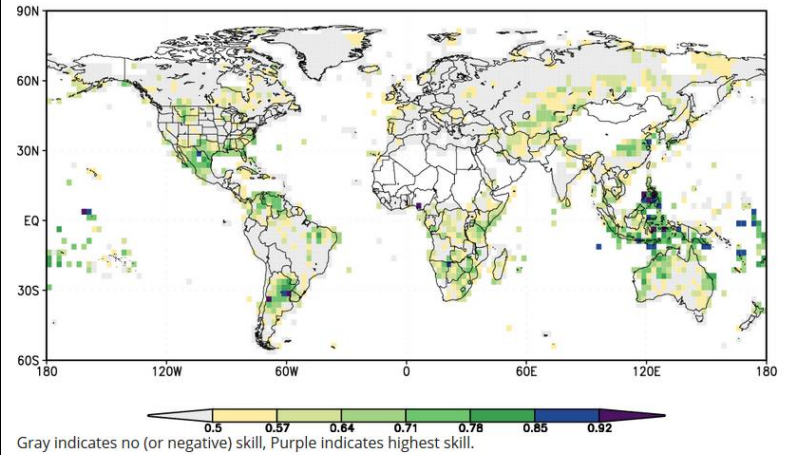 90N
60N
30N
EQ
30S
60S
180 120W 60W 0 60E 120E 180
0.5 0.57 0.64 0.71 0.78 0.85 0.92
Gray indicates no (or negative) skill, Purple indicates highest skill.